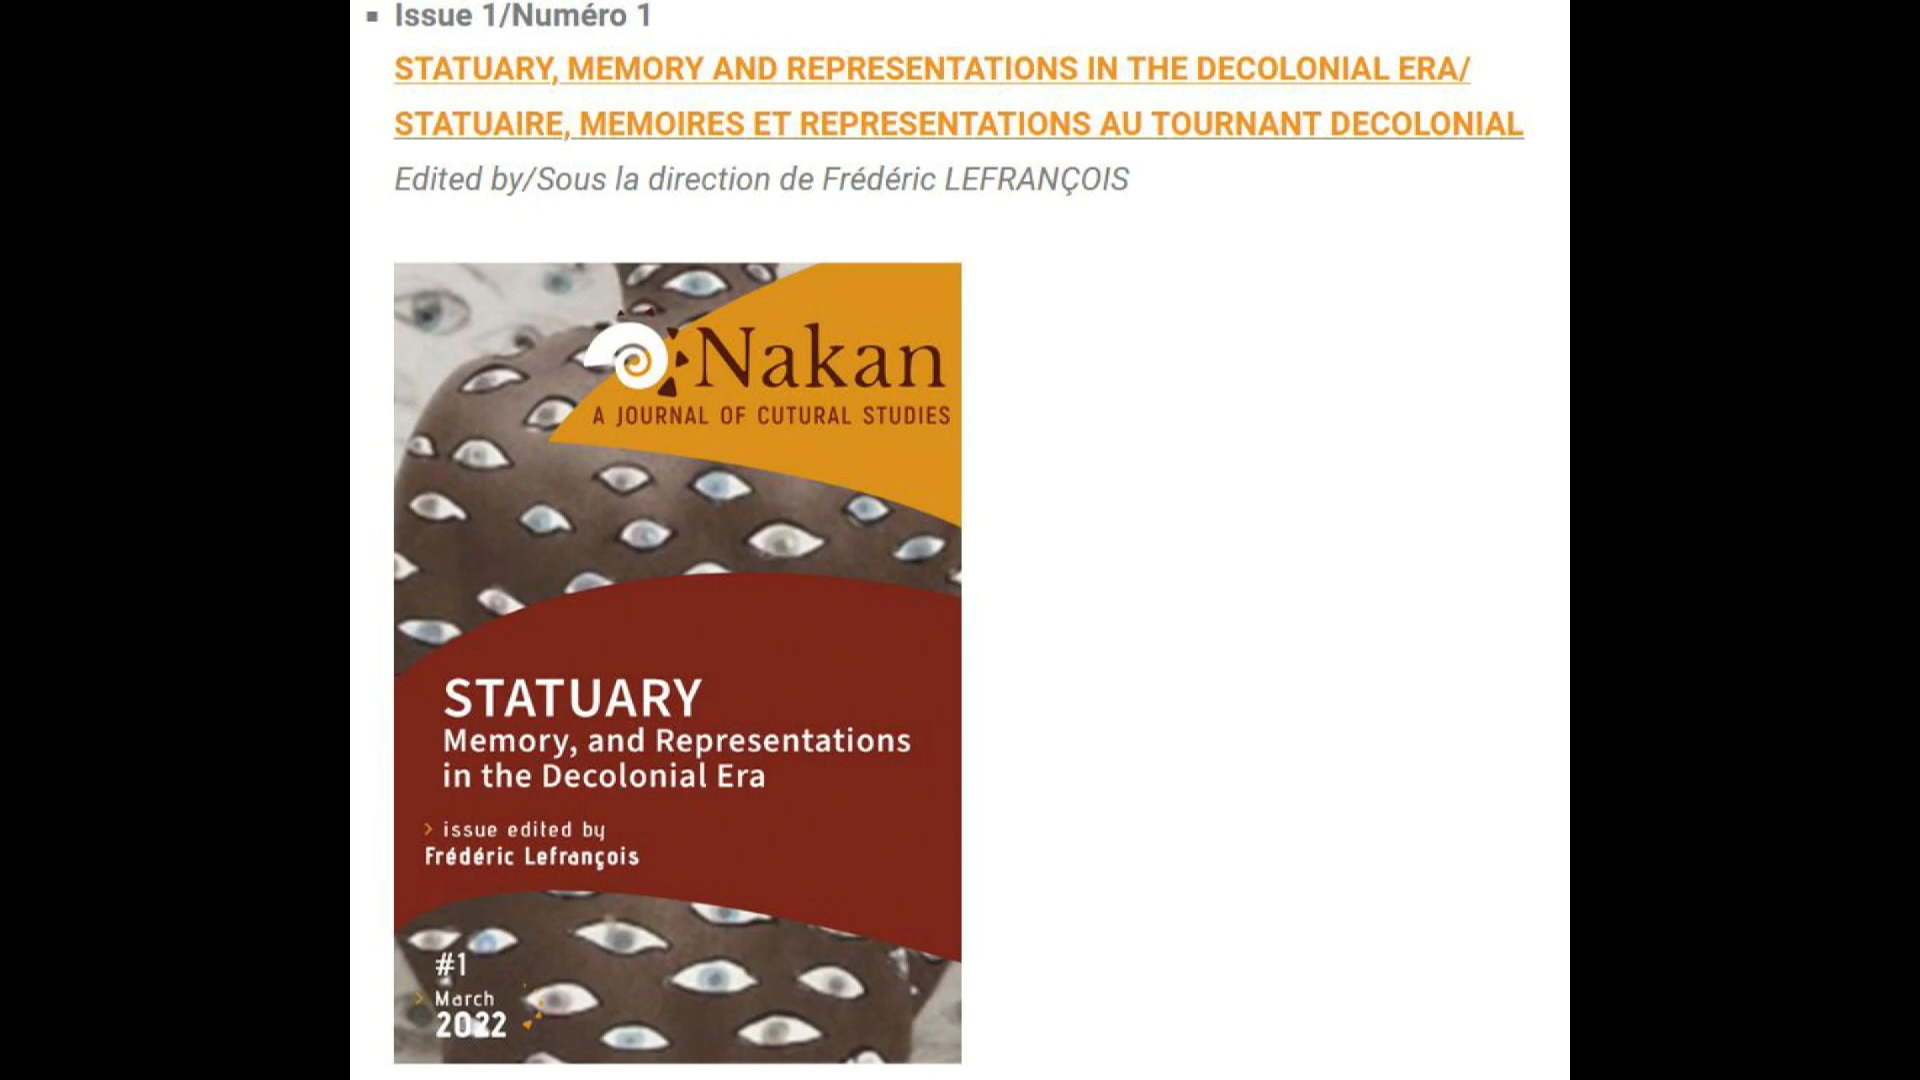 Issue 1/Numéro 1
STATUARY, MEMORY AND REPRESENTATIONS IN THE DECOLONIAL ERA/
STATUAIRE, MEMOIRES ET REPRESENTATIONS AU TOURNANT DECOLONIAL
Edited by/Sous la direction de Frédéric LEFRANÇOIS
Nakan
A JOURNAL OF CUTURAL STUDIES
STATUARY
Memory, and Representations
in the Decolonial Era
> issue edited by
Frédéric Lefrançois
#1
> March
2022